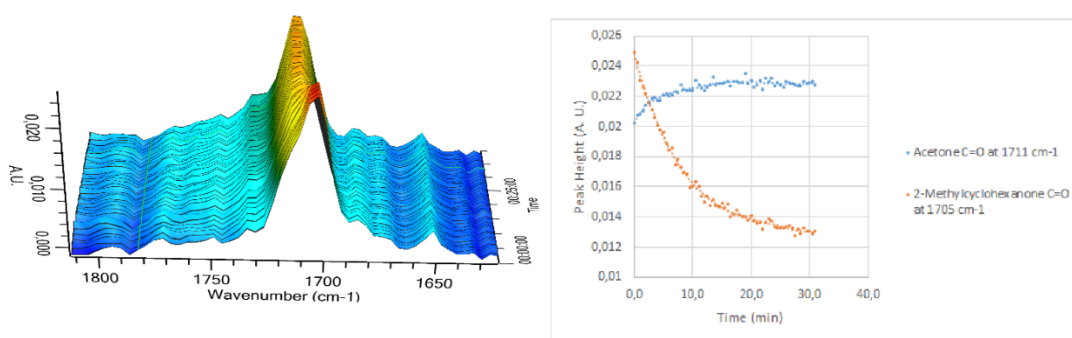 0,020
0,010
0,000
A.U.
1800
1750
1700
1650
Wavenumber (cm-1)
00:00:00
00:25:00
Time
0,026
0,024
0,022
0,02
0,018
0,016
0,014
0,012
0,01
Peak Height (A. U.)
0,0
10,0
20,0
30,0
40,0
Time (min)
Acetone C=O at 1711 cm-1
2-Methylcyclohexanone C=O
at 1705 cm-1